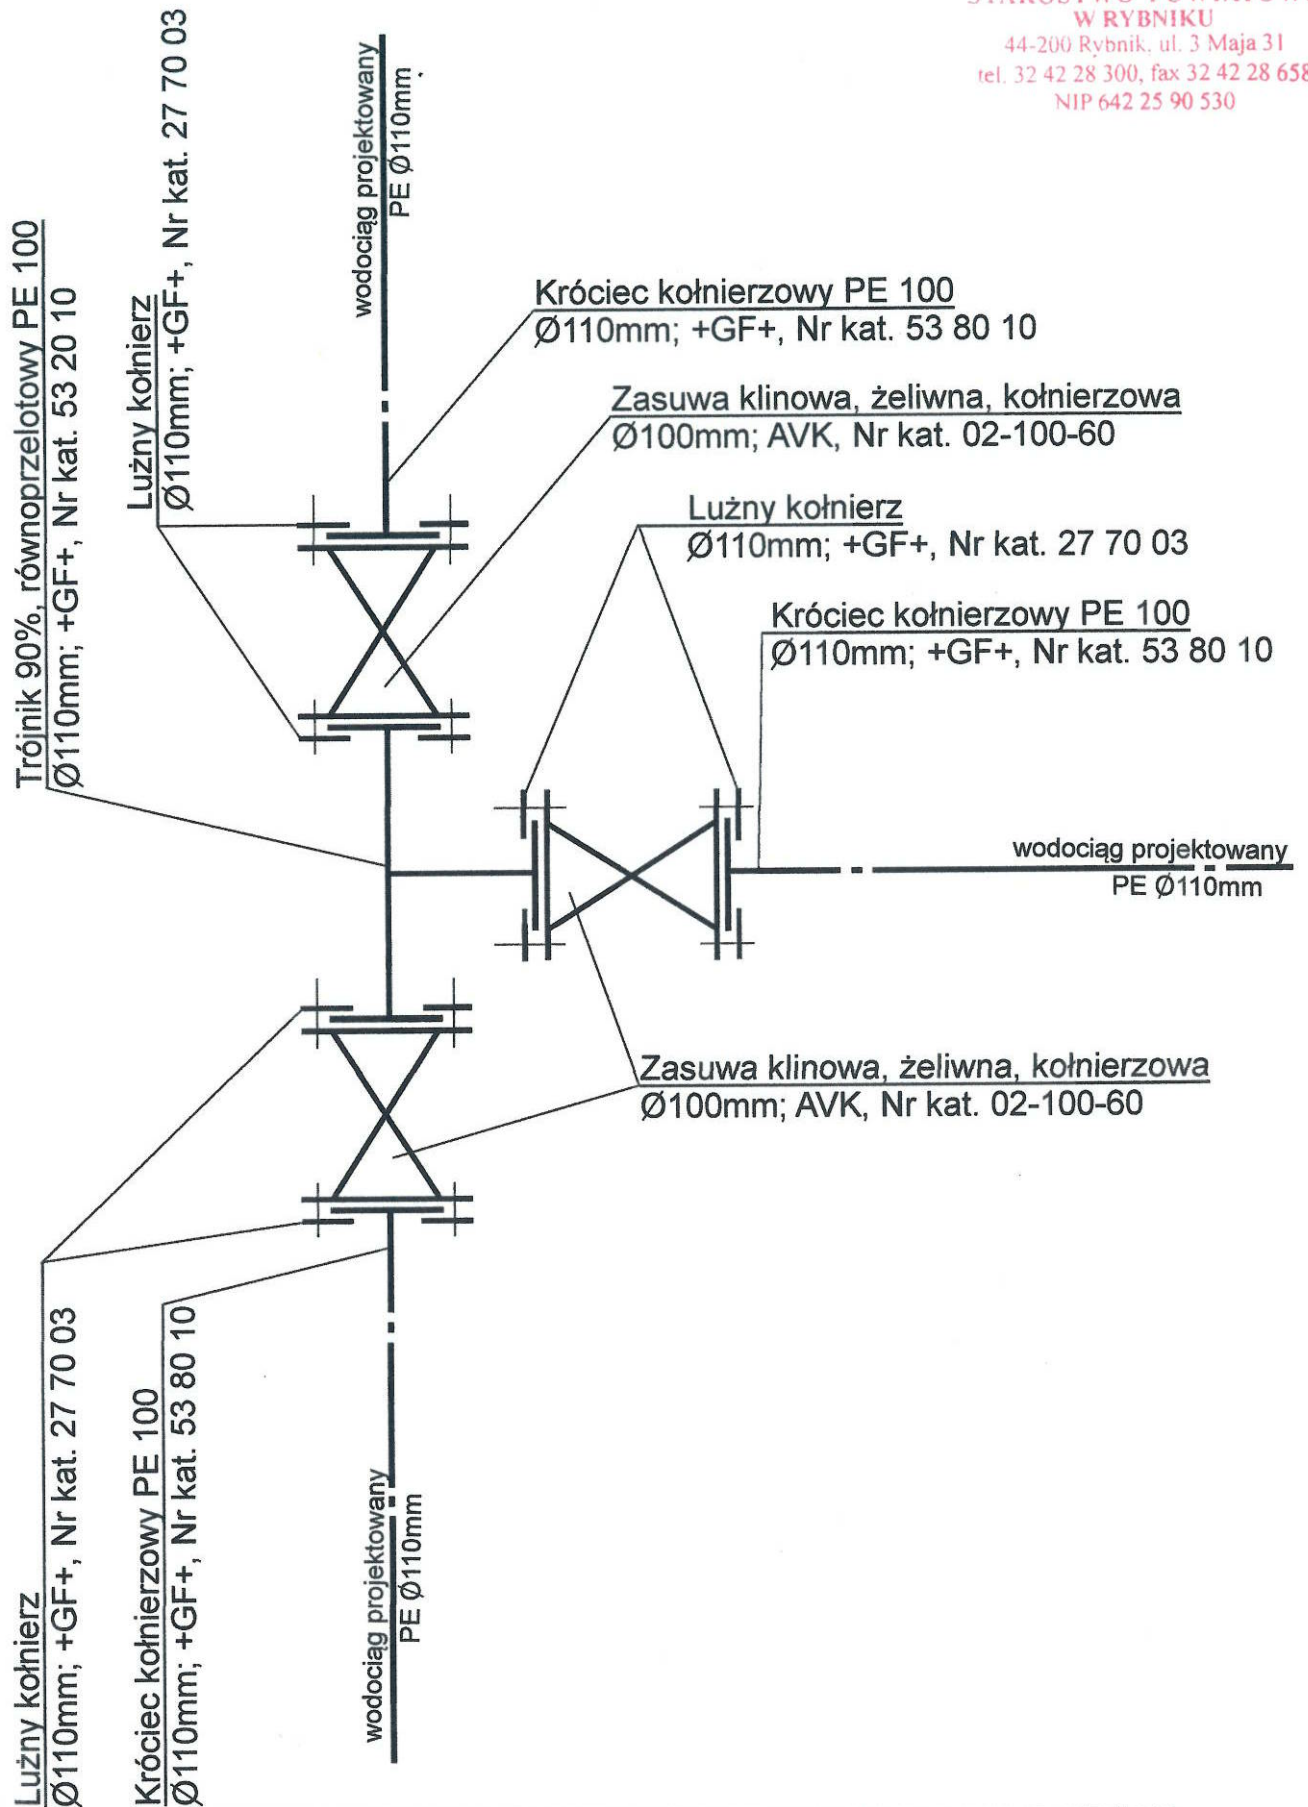 W RYBNIKU
44-200 Rybnik, ul. 3 Maja 31
tel. 32 42 28 300, fax 32 42 28 658
NIP 642 25 90 530
Trójnik 90%, równoprzelotowy PE 100
Ø110mm; +GF+, Nr kat. 53 20 10
Lużny kołnierz
Ø110mm; +GF+, Nr kat. 27 70 03
wodociąg projektowany
PE Ø110mm
Króciec kołnierzowy PE 100
Ø110mm; +GF+, Nr kat. 53 80 10
Zasuwa klinowa, żeliwna, kołnierzowa
Ø100mm; AVK, Nr kat. 02-100-60
Lużny kołnierz
Ø110mm; +GF+, Nr kat. 27 70 03
Króciec kołnierzowy PE 100
Ø110mm; +GF+, Nr kat. 53 80 10
wodociąg projektowany
PE Ø110mm
Zasuwa klinowa, żeliwna, kołnierzowa
Ø100mm; AVK, Nr kat. 02-100-60
Lużny kołnierz
Ø110mm; +GF+, Nr kat. 27 70 03
Króciec kołnierzowy PE 100
Ø110mm; +GF+, Nr kat. 53 80 10
wodociąg projektowany
PE Ø110mm